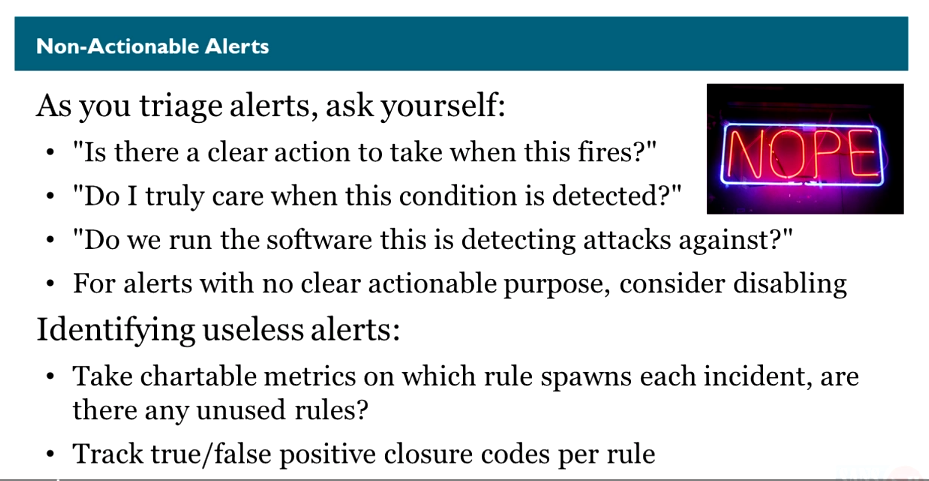 Non-Actionable Alerts
As you triage alerts, ask yourself:
• "Is there a clear action to take when this fires?"
• "Do I truly care when this condition is detected?"
• "Do we run the software this is detecting attacks against?"
• For alerts with no clear actionable purpose, consider disabling
NOPE
Identifying useless alerts:
• Take chartable metrics on which rule spawns each incident, are
there any unused rules?
• Track true/false positive closure codes per rule